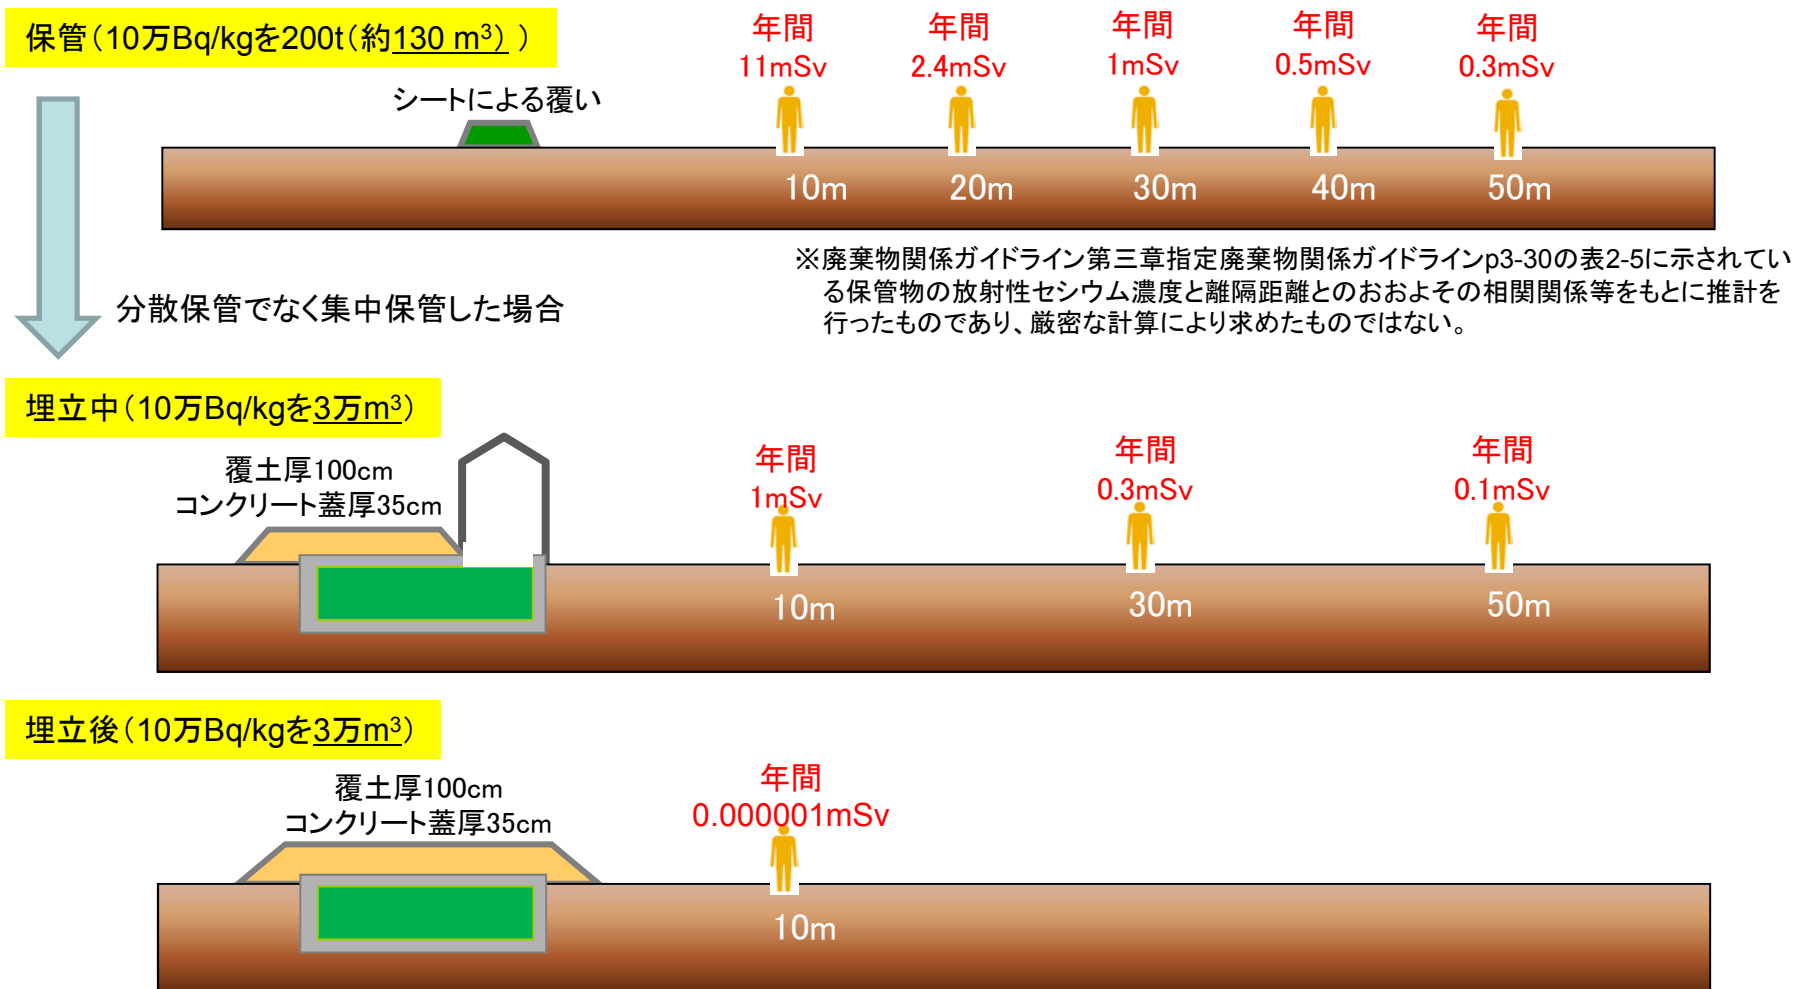 保管（10万Bq/kgを200t（約130 m³））
年間
11mSv
年間
2.4mSv
年間
1mSv
年間
0.5mSv
年間
0.3mSv
シートによる覆い
10m
20m
30m
40m
50m
※廃棄物関係ガイドライン第三章指定廃棄物関係ガイドラインp3-30の表2-5に示されてい
る保管物の放射性セシウム濃度と離隔距離とのおおよその相関関係等をもとに推計を
行ったものであり、厳密な計算により求めたものではない。
分散保管でなく集中保管した場合
埋立中（10万Bq/kgを3万m³）
覆土厚100cm
コンクリート蓋厚35cm
年間
1mSv
年間
0.3mSv
年間
0.1mSv
10m
30m
50m
埋立後（10万Bq/kgを3万m³）
覆土厚100cm
コンクリート蓋厚35cm
年間
0.000001mSv
10m